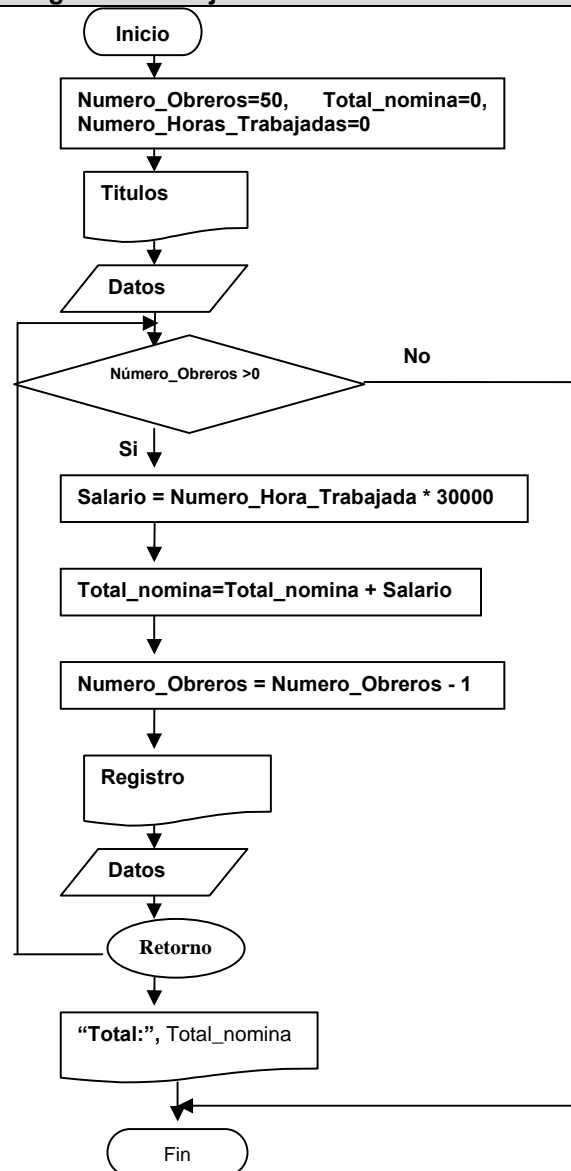 Inicio
Numero_Obreros=50, Total_nomina=0,
Numero_Horas_Trabajadas=0
Titulos
Datos
Número_Obreros >0
No
Si
Salario = Numero_Hora_Trabajada * 30000
Total_nomina=Total_nomina + Salario
Numero_Obreros = Numero_Obreros - 1
Registro
Datos
Retorno
“Total:”, Total_nomina
Fin